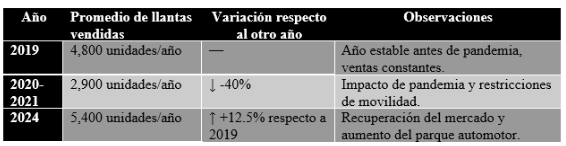 Año Promedio de llantas Variación respecto Observaciones
vendidas al otro año
2019 4,800 unidades/año — Año estable antes de pandemia,
ventas constantes.
2020- 2,900 unidades/año ↓ -40% Impacto de pandemia y restricciones
2021 de movilidad.
2024 5,400 unidades/año ↑ +12.5% respecto a Recuperación del mercado y
2019 aumento del parque automotor.